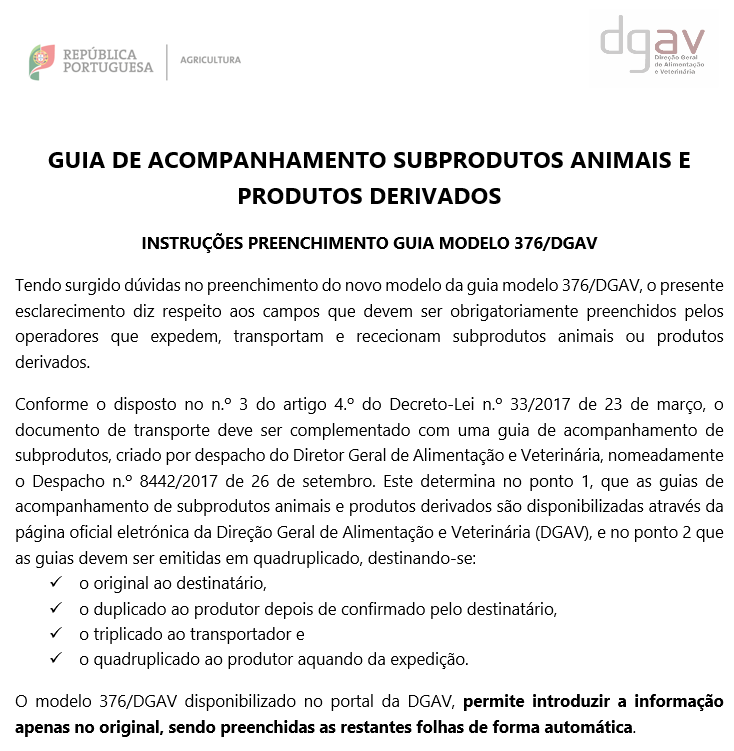 REPÚBLICA
PORTUGUESA
AGRICULTURA
dgav
Direção Geral
de Alimentação
e Veterinária
GUIA DE ACOMPANHAMENTO SUBPRODUTOS ANIMAIS E
PRODUTOS DERIVADOS
INSTRUÇÕES PREENCHIMENTO GUIA MODELO 376/DGAV
Tendo surgido dúvidas no preenchimento do novo modelo da guia modelo 376/DGAV, o presente
esclarecimento diz respeito aos campos que devem ser obrigatoriamente preenchidos pelos
operadores que expedem, transportam e rececionam subprodutos animais ou produtos
derivados.
Conforme o disposto no n.º 3 do artigo 4.º do Decreto-Lei n.º 33/2017 de 23 de março, o
documento de transporte deve ser complementado com uma guia de acompanhamento de
subprodutos, criado por despacho do Diretor Geral de Alimentação e Veterinária, nomeadamente
o Despacho n.º 8442/2017 de 26 de setembro. Este determina no ponto 1, que as guias de
acompanhamento de subprodutos animais e produtos derivados são disponibilizadas através da
página oficial eletrónica da Direção Geral de Alimentação e Veterinária (DGAV), e no ponto 2 que
as guias devem ser emitidas em quadruplicado, destinando-se:
✓ o original ao destinatário,
✓ o duplicado ao produtor depois de confirmado pelo destinatário,
✓ o triplicado ao transportador e
✓ o quadruplicado ao produtor aquando da expedição.
O modelo 376/DGAV disponibilizado no portal da DGAV, permite introduzir a informação
apenas no original, sendo preenchidas as restantes folhas de forma automática.